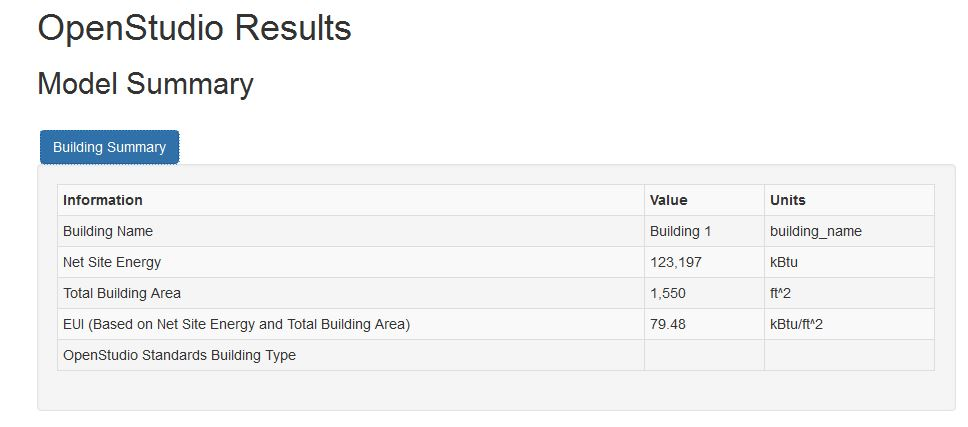 OpenStudio Results
Model Summary
Building Summary
Information Value Units
Building Name Building 1 building_name
Net Site Energy 123,197 kBtu
Total Building Area 1,550 ft^2
EUI (Based on Net Site Energy and Total Building Area) 79.48 kBtu/ft^2
OpenStudio Standards Building Type